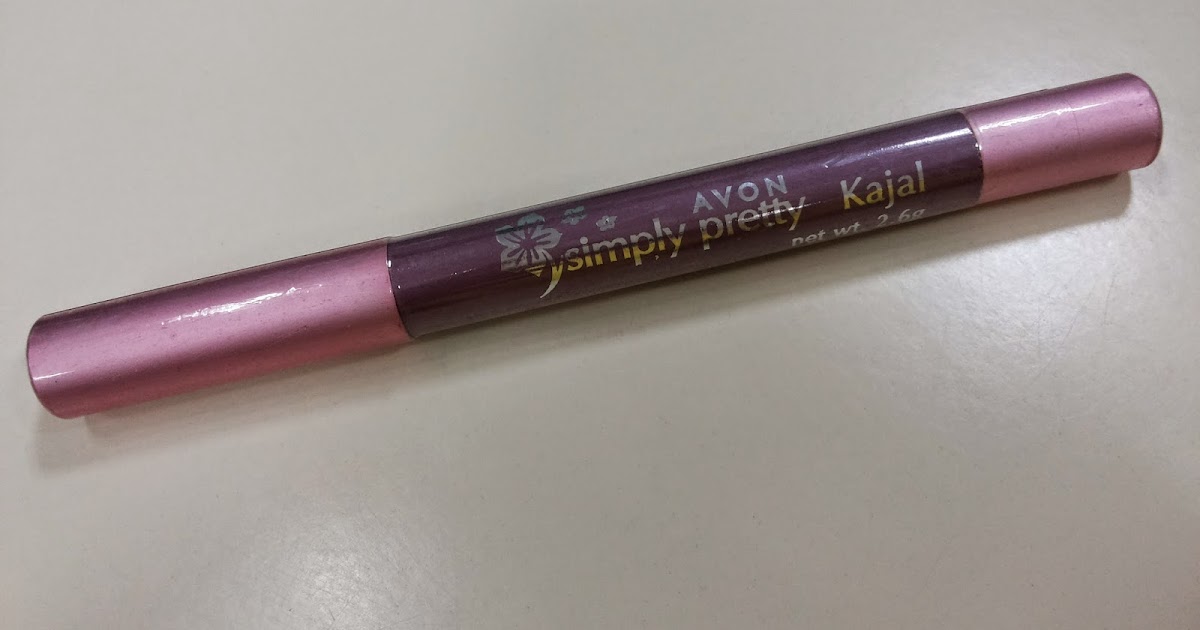 AVON
simply pretty Kajal
net wt. 2.6g